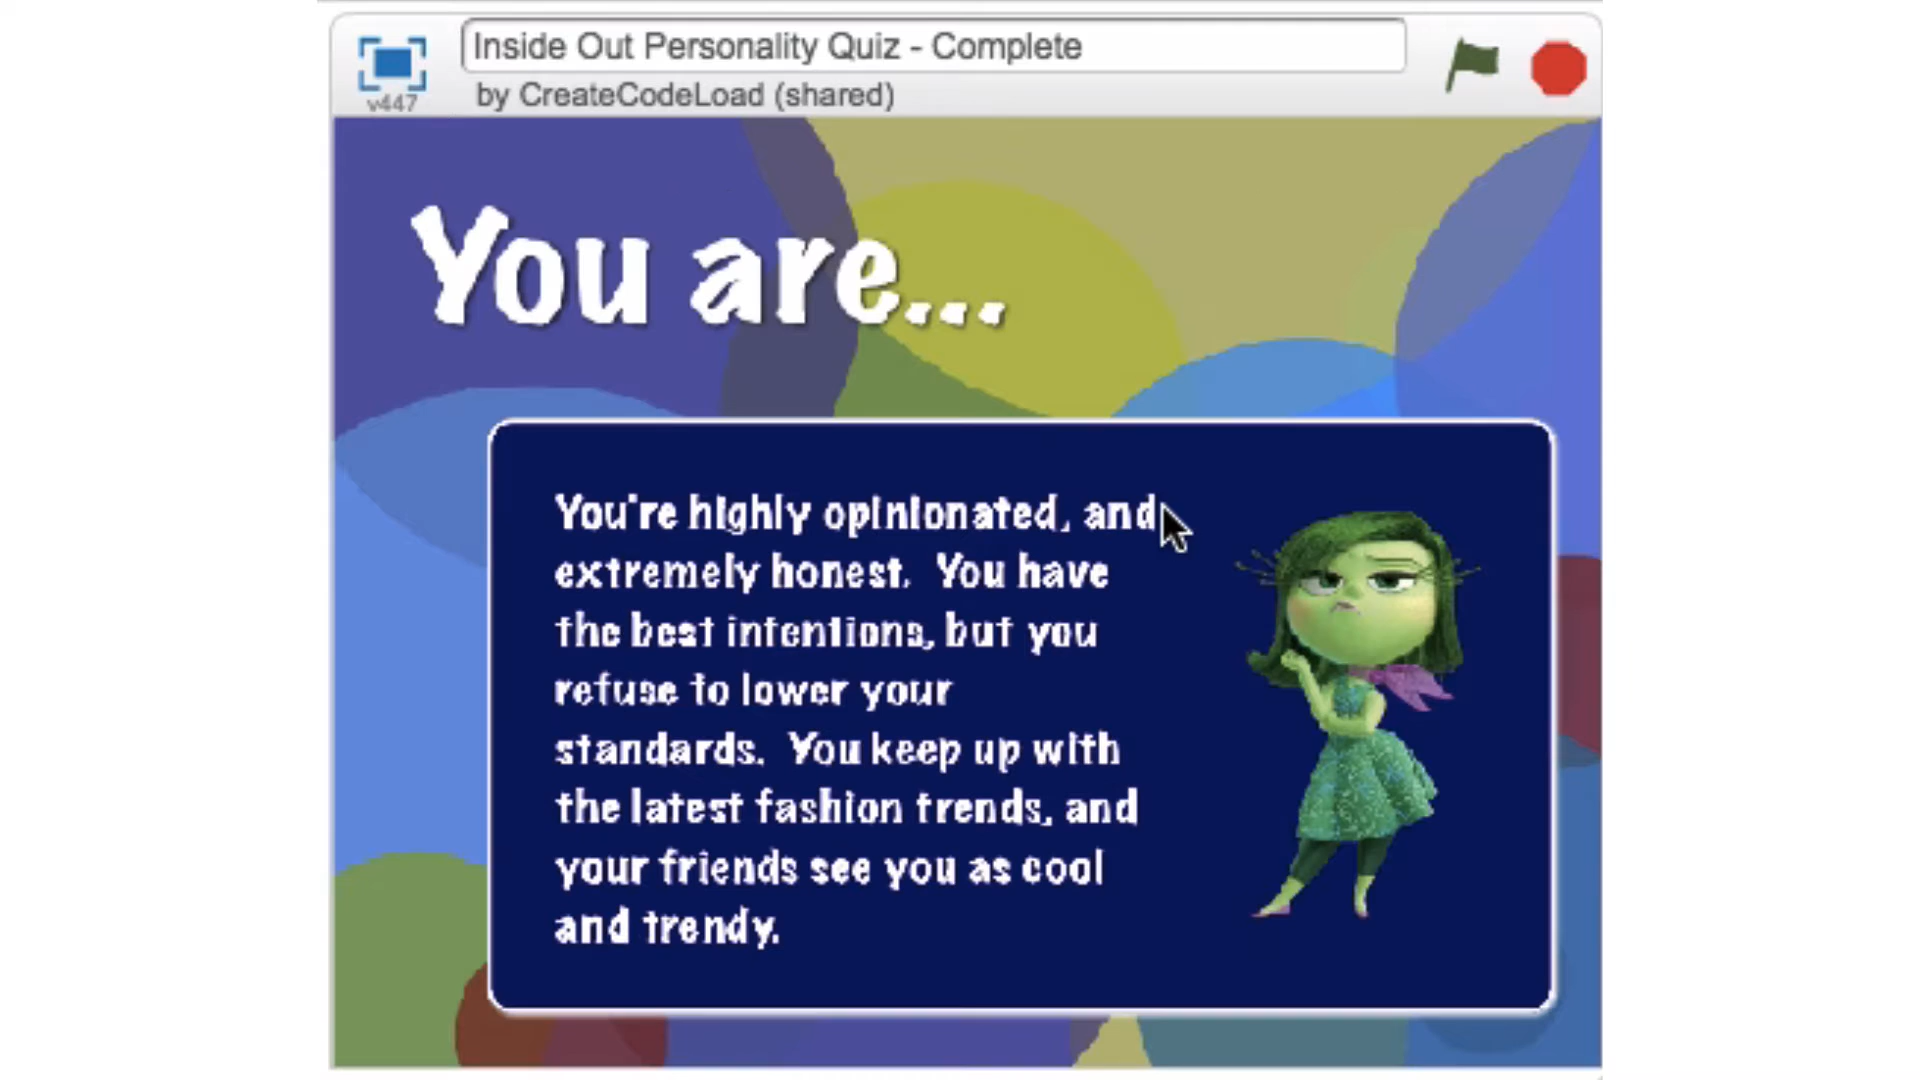 Inside Out Personality Quiz - Complete
by CreateCodeLoad (shared)
v447
You are...
You're highly opinionated, and
extremely honest. You have
the best intentions, but you
refuse to lower your
standards. You keep up with
the latest fashion trends, and
your friends see you as cool
and trendy.